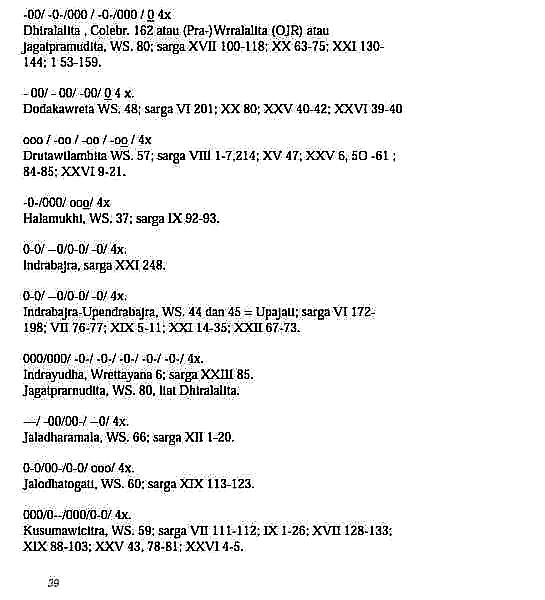 -00/ -0-/000 / -0-/000 / 0 4x
Dhiralalita , Colebr. 162 atau (Pra-)Wrralalita (OJR) atau
jagatpramudita, WS. 80; sarga XVII 100-118; XX 63-75; XXI 130-
144; 1 53-159.
- 00/ - 00/ -00/ 0 4 x.
Dodakawreta WS. 48; sarga VI 201; XX 80; XXV 40-42; XXVI 39-40
ooo / -oo / -oo / -oo / 4x
Drutawilambita WS. 57; sarga VIII 1-7,214; XV 47; XXV 6, 5O -61 ;
84-85; XXVI 9-21.
-0-/000/ ooo/ 4x
Halamukhi, WS. 37; sarga IX 92-93.
0-0/ --0/0-0/ -0/ 4x.
Indrabajra, sarga XXI 248.
0-0/ --0/0-0/ -0/ 4x.
Indrabajra-Upendrabajra, WS. 44 dan 45 = Upajati; sarga VI 172-
198; VII 76-77; XIX 5-11; XXI 14-35; XXII 67-73.
000/000/ -0-/ -0-/ -0-/ -0-/ -0-/ 4x.
Indrayudha, Wrettayana 6; sarga XXIII 85.
Jagatprarnudita, WS. 80, liat Dhiralalita.
---/ -00/00-/ --0/ 4x.
Jaladharamala, WS. 66; sarga XII 1-20.
0-0/00-/0-0/ ooo/ 4x.
Jalodhatogati, WS. 60; sarga XIX 113-123.
000/0--/000/0-0/ 4x.
Kusumawicitra, WS. 59; sarga VII 111-112; IX 1-26; XVII 128-133;
XIX 88-103; XXV 43, 78-81; XXVI 4-5.
39